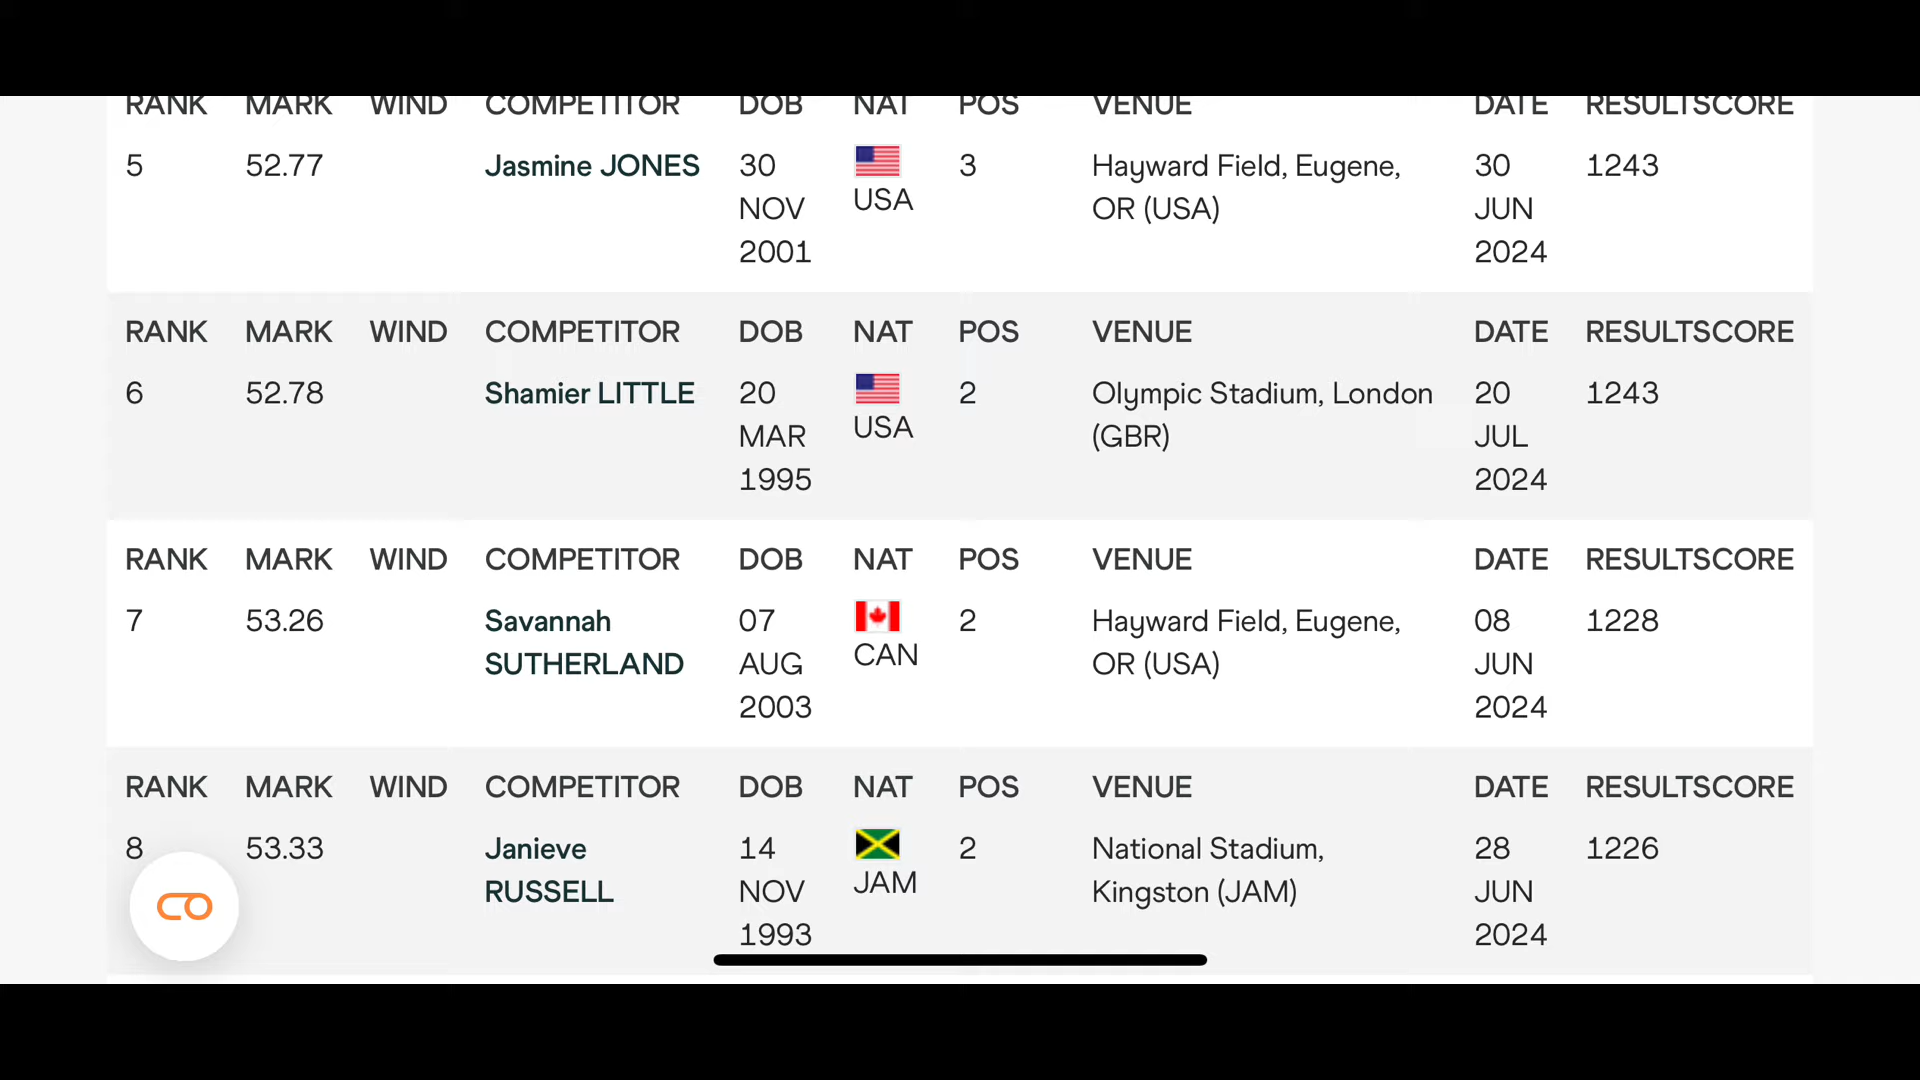 RANK MARK WIND COMPETITOR DOB NAT POS VENUE DATE RESULTSCORE
5 52.77 Jasmine JONES 30 NOV 2001 USA 3 Hayward Field, Eugene, OR (USA) 30 JUN 2024 1243
RANK MARK WIND COMPETITOR DOB NAT POS VENUE DATE RESULTSCORE
6 52.78 Shamier LITTLE 20 MAR 1995 USA 2 Olympic Stadium, London (GBR) 20 JUL 2024 1243
RANK MARK WIND COMPETITOR DOB NAT POS VENUE DATE RESULTSCORE
7 53.26 Savannah SUTHERLAND 07 AUG 2003 CAN 2 Hayward Field, Eugene, OR (USA) 08 JUN 2024 1228
RANK MARK WIND COMPETITOR DOB NAT POS VENUE DATE RESULTSCORE
8 53.33 Janieve RUSSELL 14 NOV 1993 JAM 2 National Stadium, Kingston (JAM) 28 JUN 2024 1226